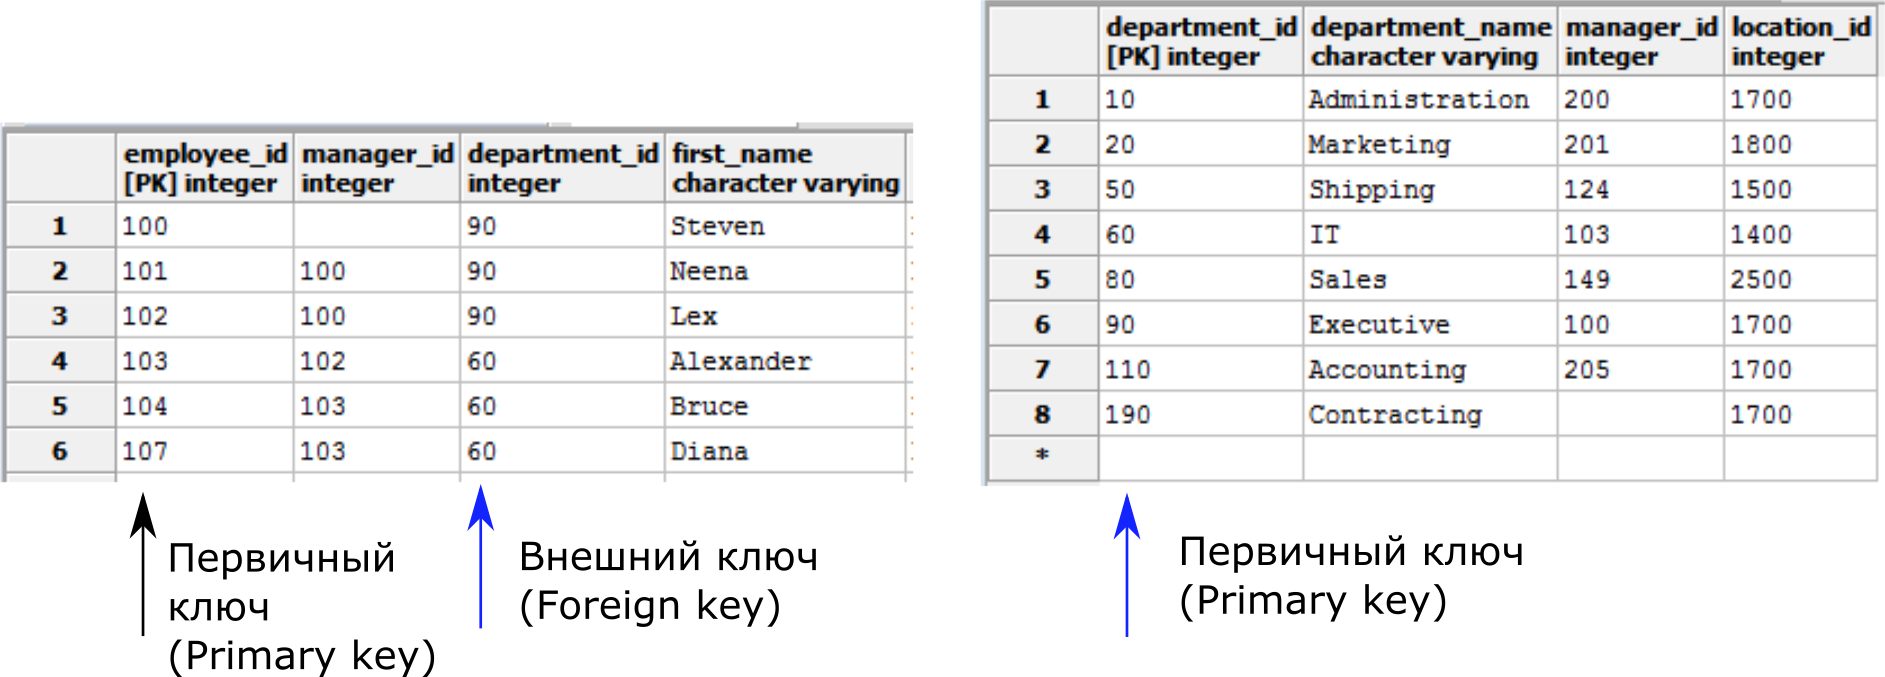 employee_id manager_id department_id first_name
[PK] integer integer integer character varying
1 100 90 Steven
2 101 100 90 Neena
3 102 100 90 Lex
4 103 102 60 Alexander
5 104 103 60 Bruce
6 107 103 60 Diana
Первичный
ключ
(Primary key)
Внешний ключ
(Foreign key)
department_id department_name manager_id location_id
[PK] integer character varying integer integer
1 10 Administration 200 1700
2 20 Marketing 201 1800
3 50 Shipping 124 1500
4 60 IT 103 1400
5 80 Sales 149 2500
6 90 Executive 100 1700
7 110 Accounting 205 1700
8 190 Contracting 1700
*
Первичный ключ
(Primary key)